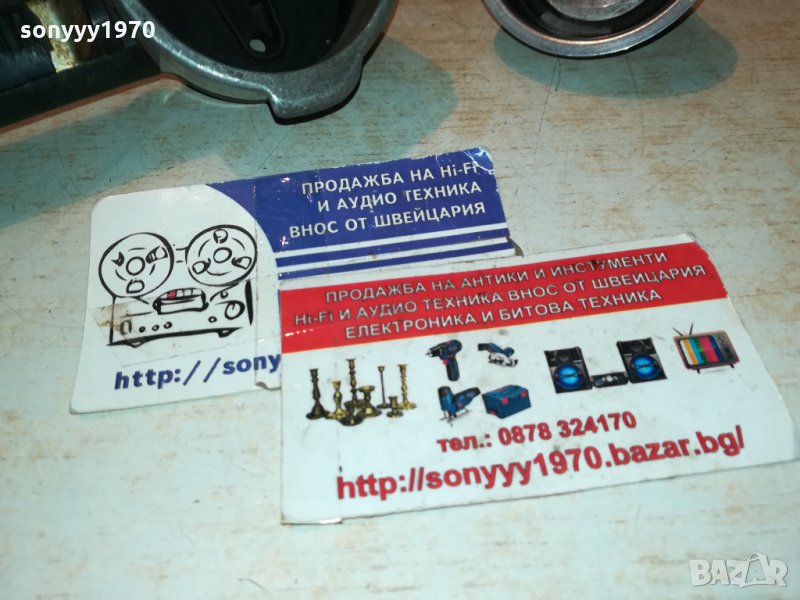 sonyyy1970
sonyyy1970
ПРОДАЖБА НА Hi-Fi
И АУДИО ТЕХНИКА
ВНОС ОТ ШВЕЙЦАРИЯ
http://sony
ПРОДАЖБА НА АНТИКИ И ИНСТУМЕНТИ
Hi-Fi И АУДИО ТЕХНИКА ВНОС ОТ ШВЕЙЦАРИЯ
ЕЛЕКТРОНИКА И БИТОВА ТЕХНИКА
тел.: 0878 324170
http://sonyyy1970.bazar.bg/
BAZAR